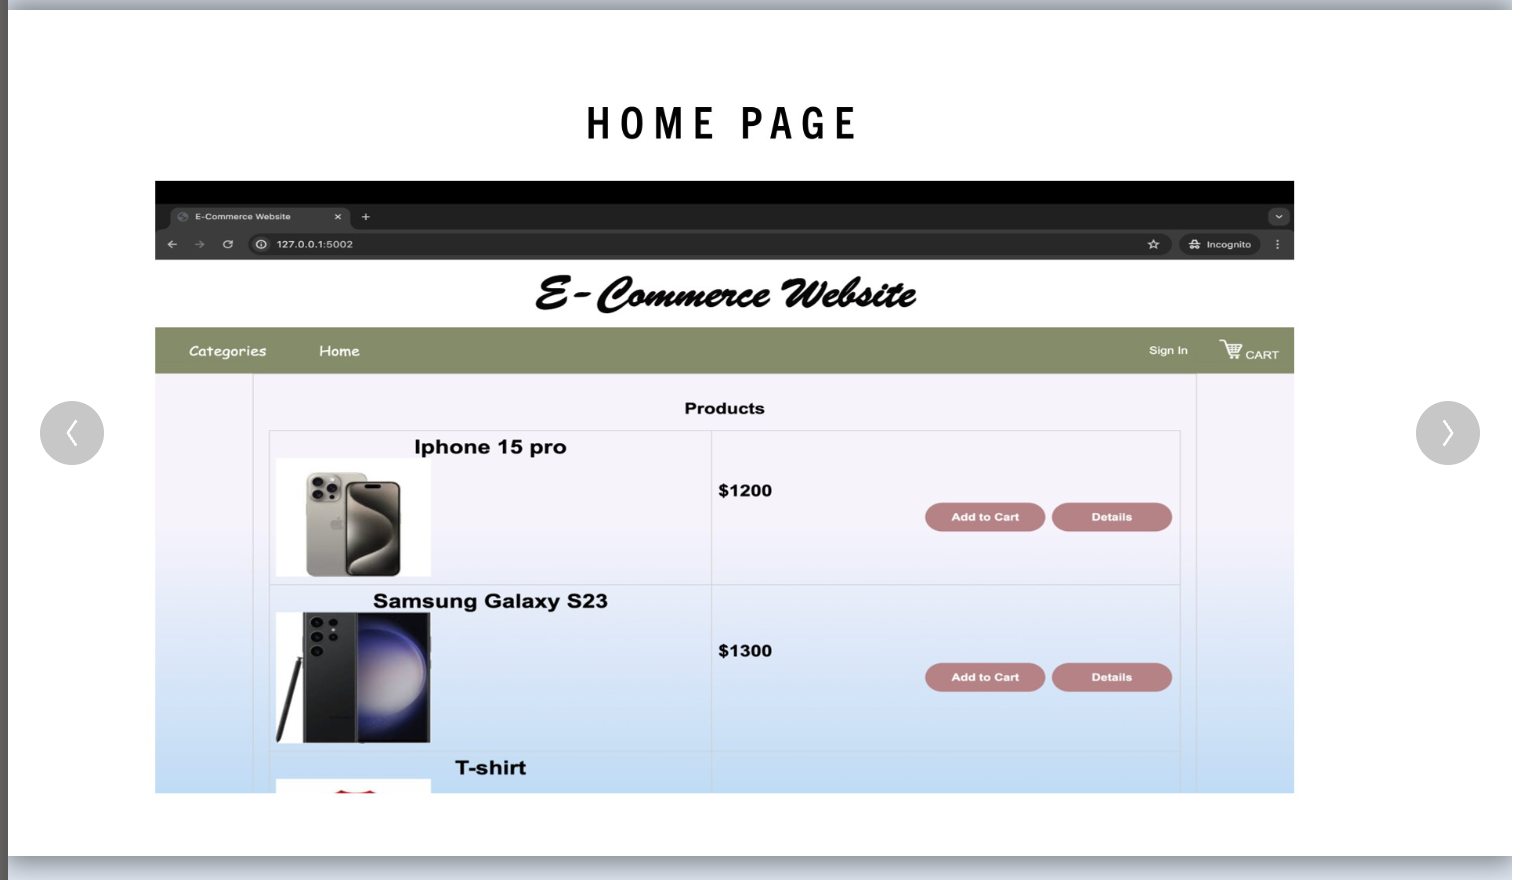 HOME PAGE
E-Commerce Website
127.0.0.1:5002
Incognito
E-Commerce Website
Categories Home Sign In CART
Products
Iphone 15 pro
$1200
Add to Cart Details
Samsung Galaxy S23
$1300
Add to Cart Details
T-shirt